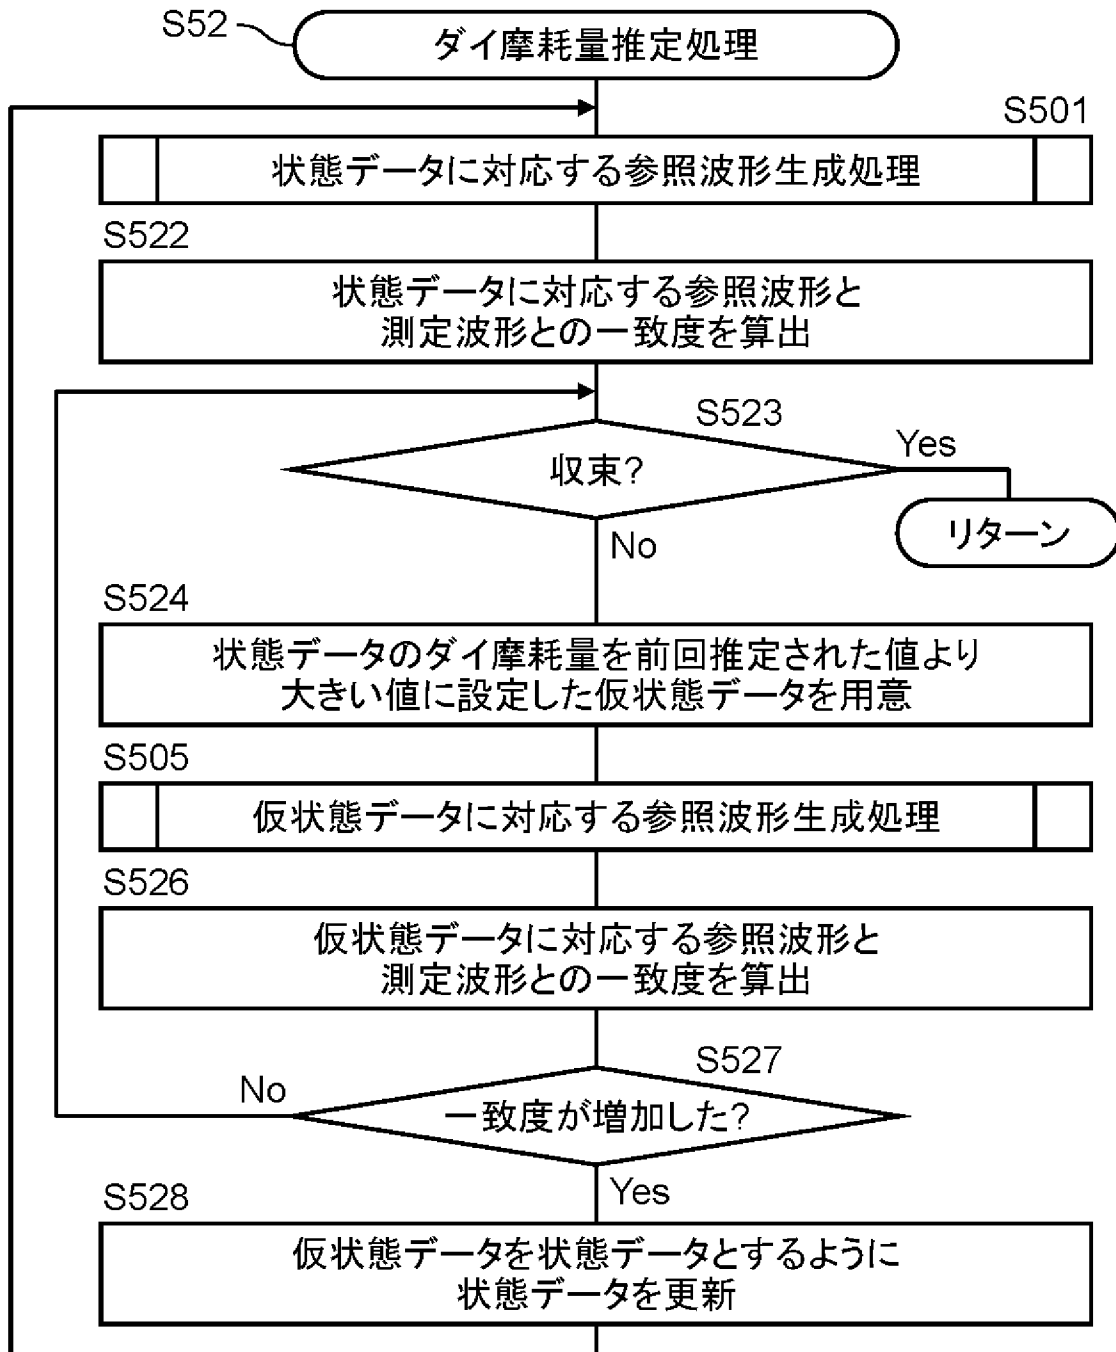 S52
ダイ摩耗量推定処理
S501
状態データに対応する参照波形生成処理
S522
状態データに対応する参照波形と
測定波形との一致度を算出
S523
収束?
Yes
リターン
No
S524
状態データのダイ摩耗量を前回推定された値より
大きい値に設定した仮状態データを用意
S505
仮状態データに対応する参照波形生成処理
S526
仮状態データに対応する参照波形と
測定波形との一致度を算出
S527
No
一致度が増加した?
Yes
S528
仮状態データを状態データとするように
状態データを更新